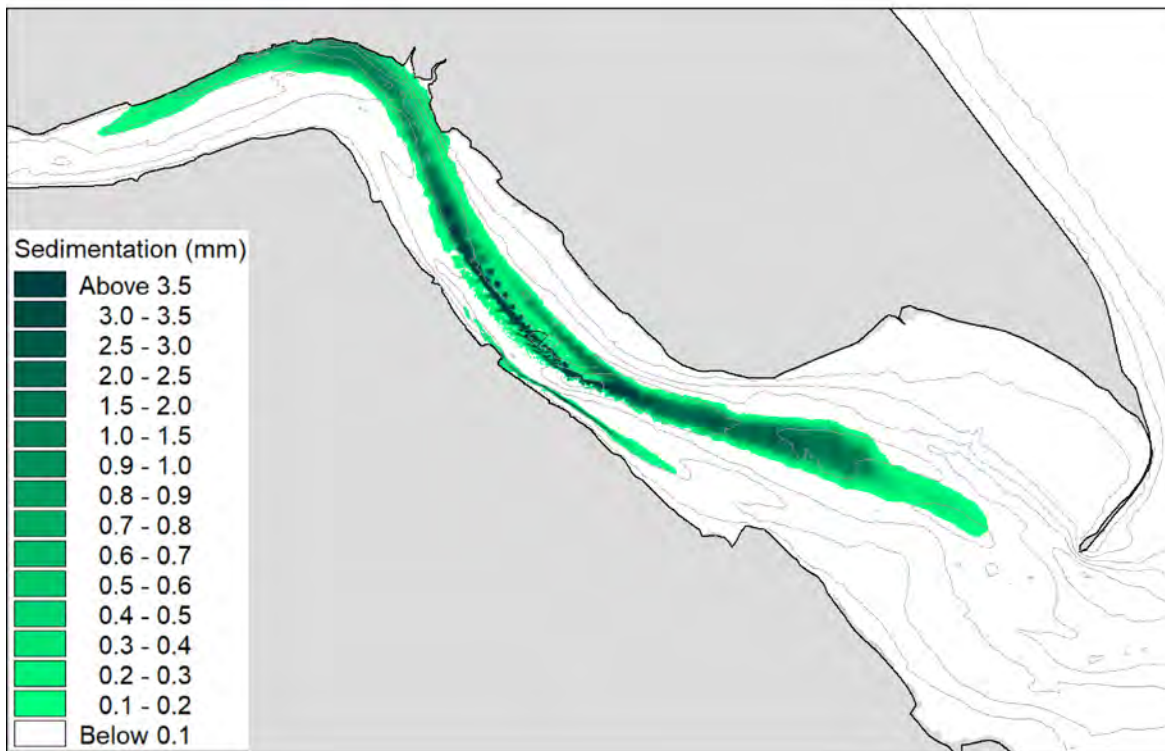 Sedimentation (mm)
Above 3.5
3.0 - 3.5
2.5 - 3.0
2.0 - 2.5
1.5 - 2.0
1.0 - 1.5
0.9 - 1.0
0.8 - 0.9
0.7 - 0.8
0.6 - 0.7
0.5 - 0.6
0.4 - 0.5
0.3 - 0.4
0.2 - 0.3
0.1 - 0.2
Below 0.1